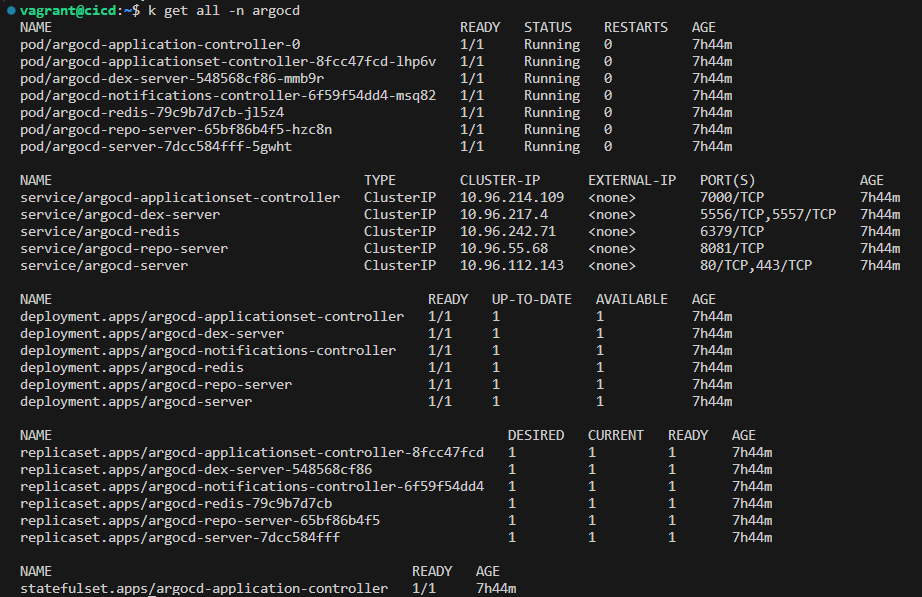 vagrant@cicd:~$ k get all -n argocd
NAME READY STATUS RESTARTS AGE
pod/argocd-application-controller-0 1/1 Running 0 7h44m
pod/argocd-applicationset-controller-8fcc47fcd-lhp6v 1/1 Running 0 7h44m
pod/argocd-dex-server-548568cf86-mmb9r 1/1 Running 0 7h44m
pod/argocd-notifications-controller-6f59f54dd4-msq82 1/1 Running 0 7h44m
pod/argocd-redis-79c9b7d7cb-jl5z4 1/1 Running 0 7h44m
pod/argocd-repo-server-65bf86b4f5-hzc8n 1/1 Running 0 7h44m
pod/argocd-server-7dcc584fff-5gwht 1/1 Running 0 7h44m
NAME TYPE CLUSTER-IP EXTERNAL-IP PORT(S) AGE
service/argocd-applicationset-controller ClusterIP 10.96.214.109 <none> 7000/TCP 7h44m
service/argocd-dex-server ClusterIP 10.96.217.4 <none> 5556/TCP,5557/TCP 7h44m
service/argocd-redis ClusterIP 10.96.242.71 <none> 6379/TCP 7h44m
service/argocd-repo-server ClusterIP 10.96.55.68 <none> 8081/TCP 7h44m
service/argocd-server ClusterIP 10.96.112.143 <none> 80/TCP,443/TCP 7h44m
NAME READY UP-TO-DATE AVAILABLE AGE
deployment.apps/argocd-applicationset-controller 1/1 1 1 7h44m
deployment.apps/argocd-dex-server 1/1 1 1 7h44m
deployment.apps/argocd-notifications-controller 1/1 1 1 7h44m
deployment.apps/argocd-redis 1/1 1 1 7h44m
deployment.apps/argocd-repo-server 1/1 1 1 7h44m
deployment.apps/argocd-server 1/1 1 1 7h44m
NAME DESIRED CURRENT READY AGE
replicaset.apps/argocd-applicationset-controller-8fcc47fcd 1 1 1 7h44m
replicaset.apps/argocd-dex-server-548568cf86 1 1 1 7h44m
replicaset.apps/argocd-notifications-controller-6f59f54dd4 1 1 1 7h44m
replicaset.apps/argocd-redis-79c9b7d7cb 1 1 1 7h44m
replicaset.apps/argocd-repo-server-65bf86b4f5 1 1 1 7h44m
replicaset.apps/argocd-server-7dcc584fff 1 1 1 7h44m
NAME READY AGE
statefulset.apps/argocd-application-controller 1/1 7h44m